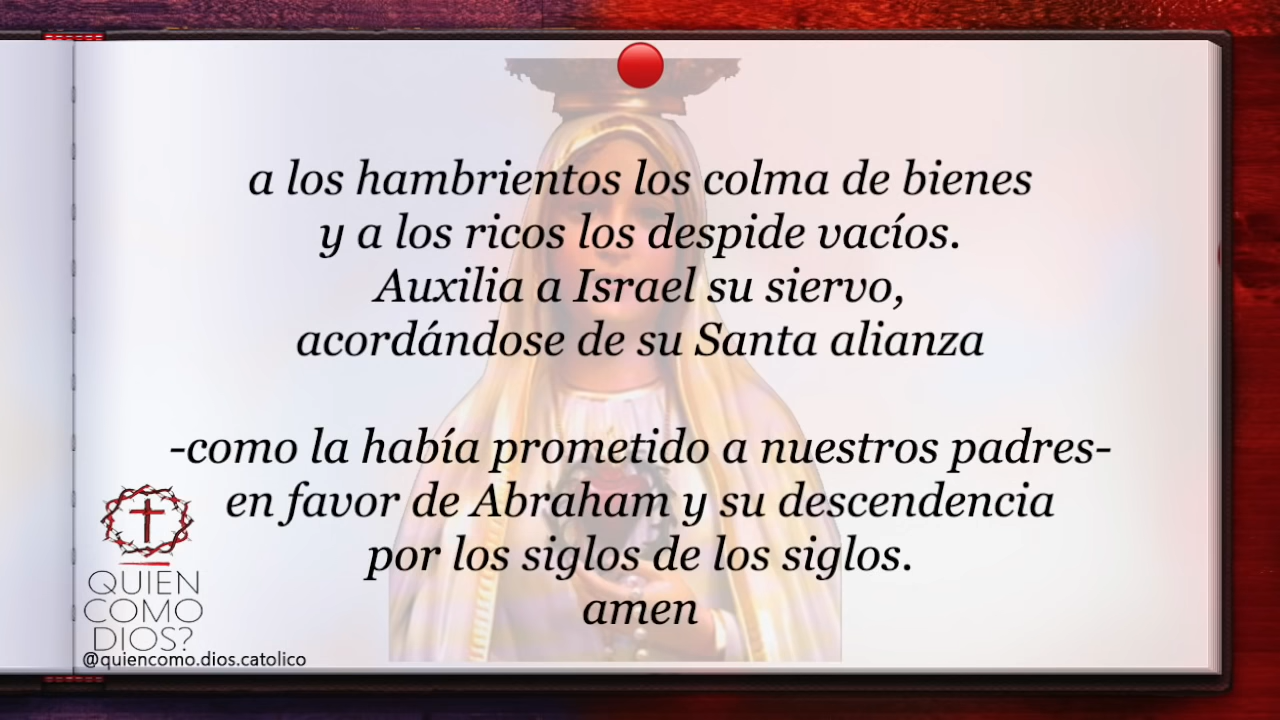 a los hambrientos los colma de bienes
y a los ricos los despide vacíos.
Auxilia a Israel su siervo,
acordándose de su Santa alianza
-como la había prometido a nuestros padres-
en favor de Abraham y su descendencia
por los siglos de los siglos.
amen
QUIEN
COMO
DIOS?
@quiencomo.dios.catolico